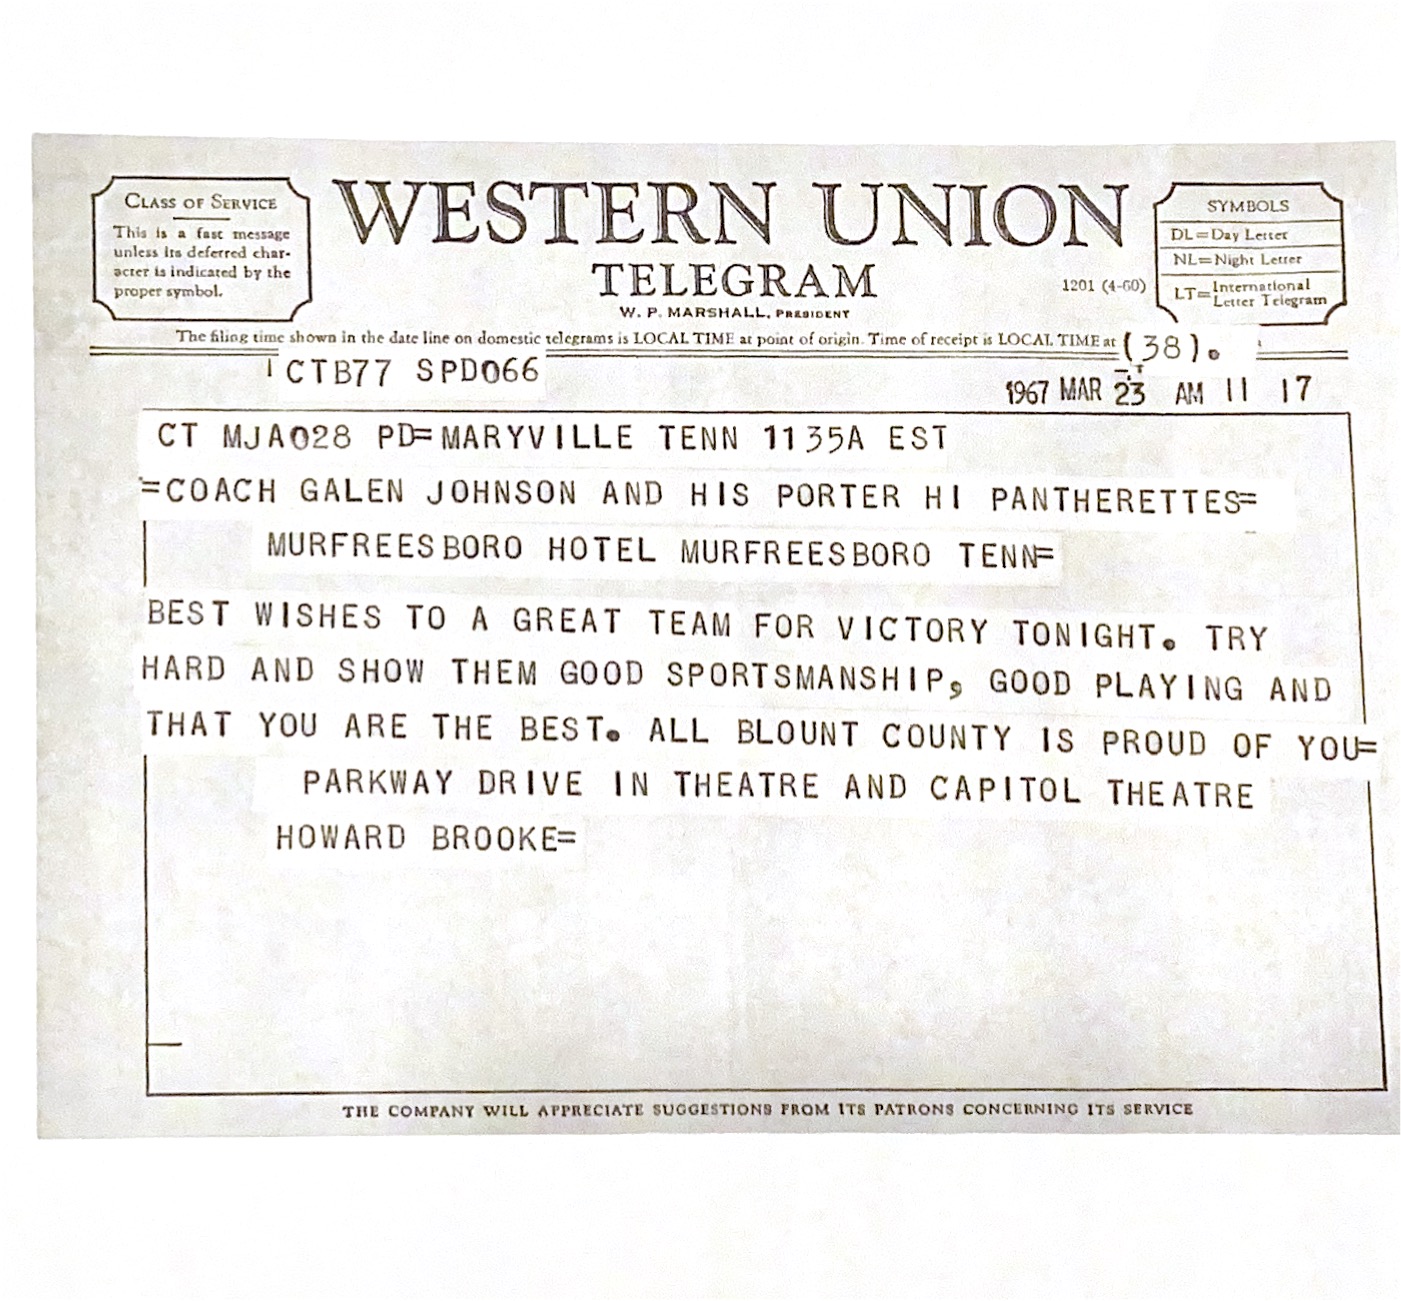 CLASS OF SERVICE
This is a fast message
unless its deferred char-
acter is indicated by the
proper symbol.
WESTERN UNION
TELEGRAM
W. P. MARSHALL, PRESIDENT
1201 (4-60)
SYMBOLS
DL=Day Letter
NL=Night Letter
LT=International
Letter Telegram
The filing time shown in the date line on domestic telegrams is LOCAL TIME at point of origin. Time of receipt is LOCAL TIME at
(38).
CTB77 SPD066
1967 MAR 23 AM 11 17
CT MJA028 PD=MARYVILLE TENN 1135A EST
=COACH GALEN JOHNSON AND HIS PORTER HI PANTHERETTES=
MURFREESBORO HOTEL MURFREESBORO TENN=
BEST WISHES TO A GREAT TEAM FOR VICTORY TONIGHT. TRY
HARD AND SHOW THEM GOOD SPORTSMANSHIP, GOOD PLAYING AND
THAT YOU ARE THE BEST. ALL BLOUNT COUNTY IS PROUD OF YOU=
PARKWAY DRIVE IN THEATRE AND CAPITOL THEATRE
HOWARD BROOKE=
THE COMPANY WILL APPRECIATE SUGGESTIONS FROM ITS PATRONS CONCERNING ITS SERVICE